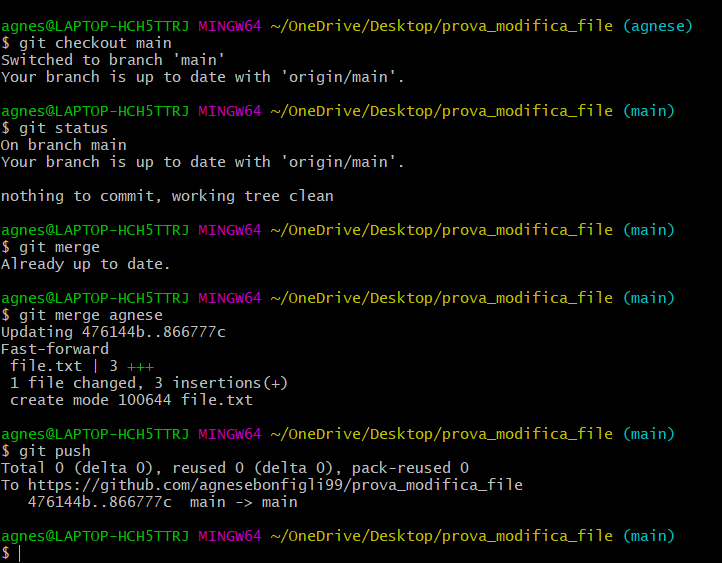 agnes@LAPTOP-HCH5TTRJ MINGW64 ~/OneDrive/Desktop/prova_modifica_file (agnese)
$ git checkout main
Switched to branch 'main'
Your branch is up to date with 'origin/main'.
agnes@LAPTOP-HCH5TTRJ MINGW64 ~/OneDrive/Desktop/prova_modifica_file (main)
$ git status
On branch main
Your branch is up to date with 'origin/main'.
nothing to commit, working tree clean
agnes@LAPTOP-HCH5TTRJ MINGW64 ~/OneDrive/Desktop/prova_modifica_file (main)
$ git merge
Already up to date.
agnes@LAPTOP-HCH5TTRJ MINGW64 ~/OneDrive/Desktop/prova_modifica_file (main)
$ git merge agnese
Updating 476144b..866777c
Fast-forward
 file.txt | 3 +++
 1 file changed, 3 insertions(+)
 create mode 100644 file.txt
agnes@LAPTOP-HCH5TTRJ MINGW64 ~/OneDrive/Desktop/prova_modifica_file (main)
$ git push
Total 0 (delta 0), reused 0 (delta 0), pack-reused 0
To https://github.com/agnesebonfigli99/prova_modifica_file
   476144b..866777c  main -> main
agnes@LAPTOP-HCH5TTRJ MINGW64 ~/OneDrive/Desktop/prova_modifica_file (main)
$